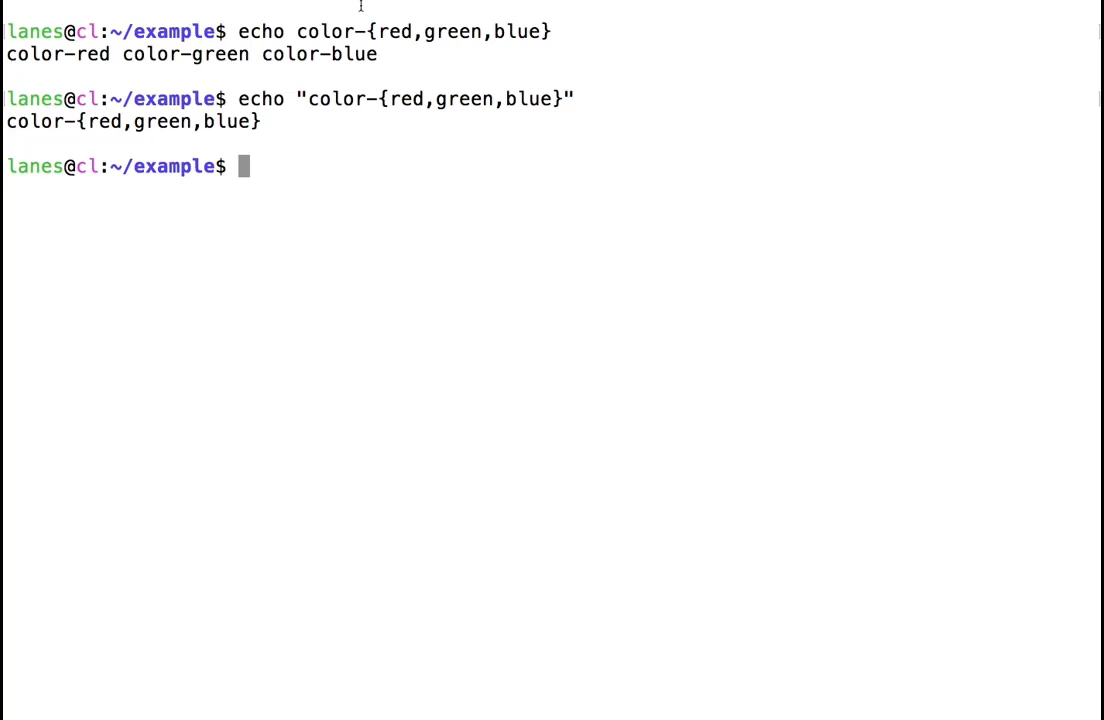 lanes@cl:~/example$ echo color-{red,green,blue}
color-red color-green color-blue
lanes@cl:~/example$ echo "color-{red,green,blue}"
color-{red,green,blue}
lanes@cl:~/example$